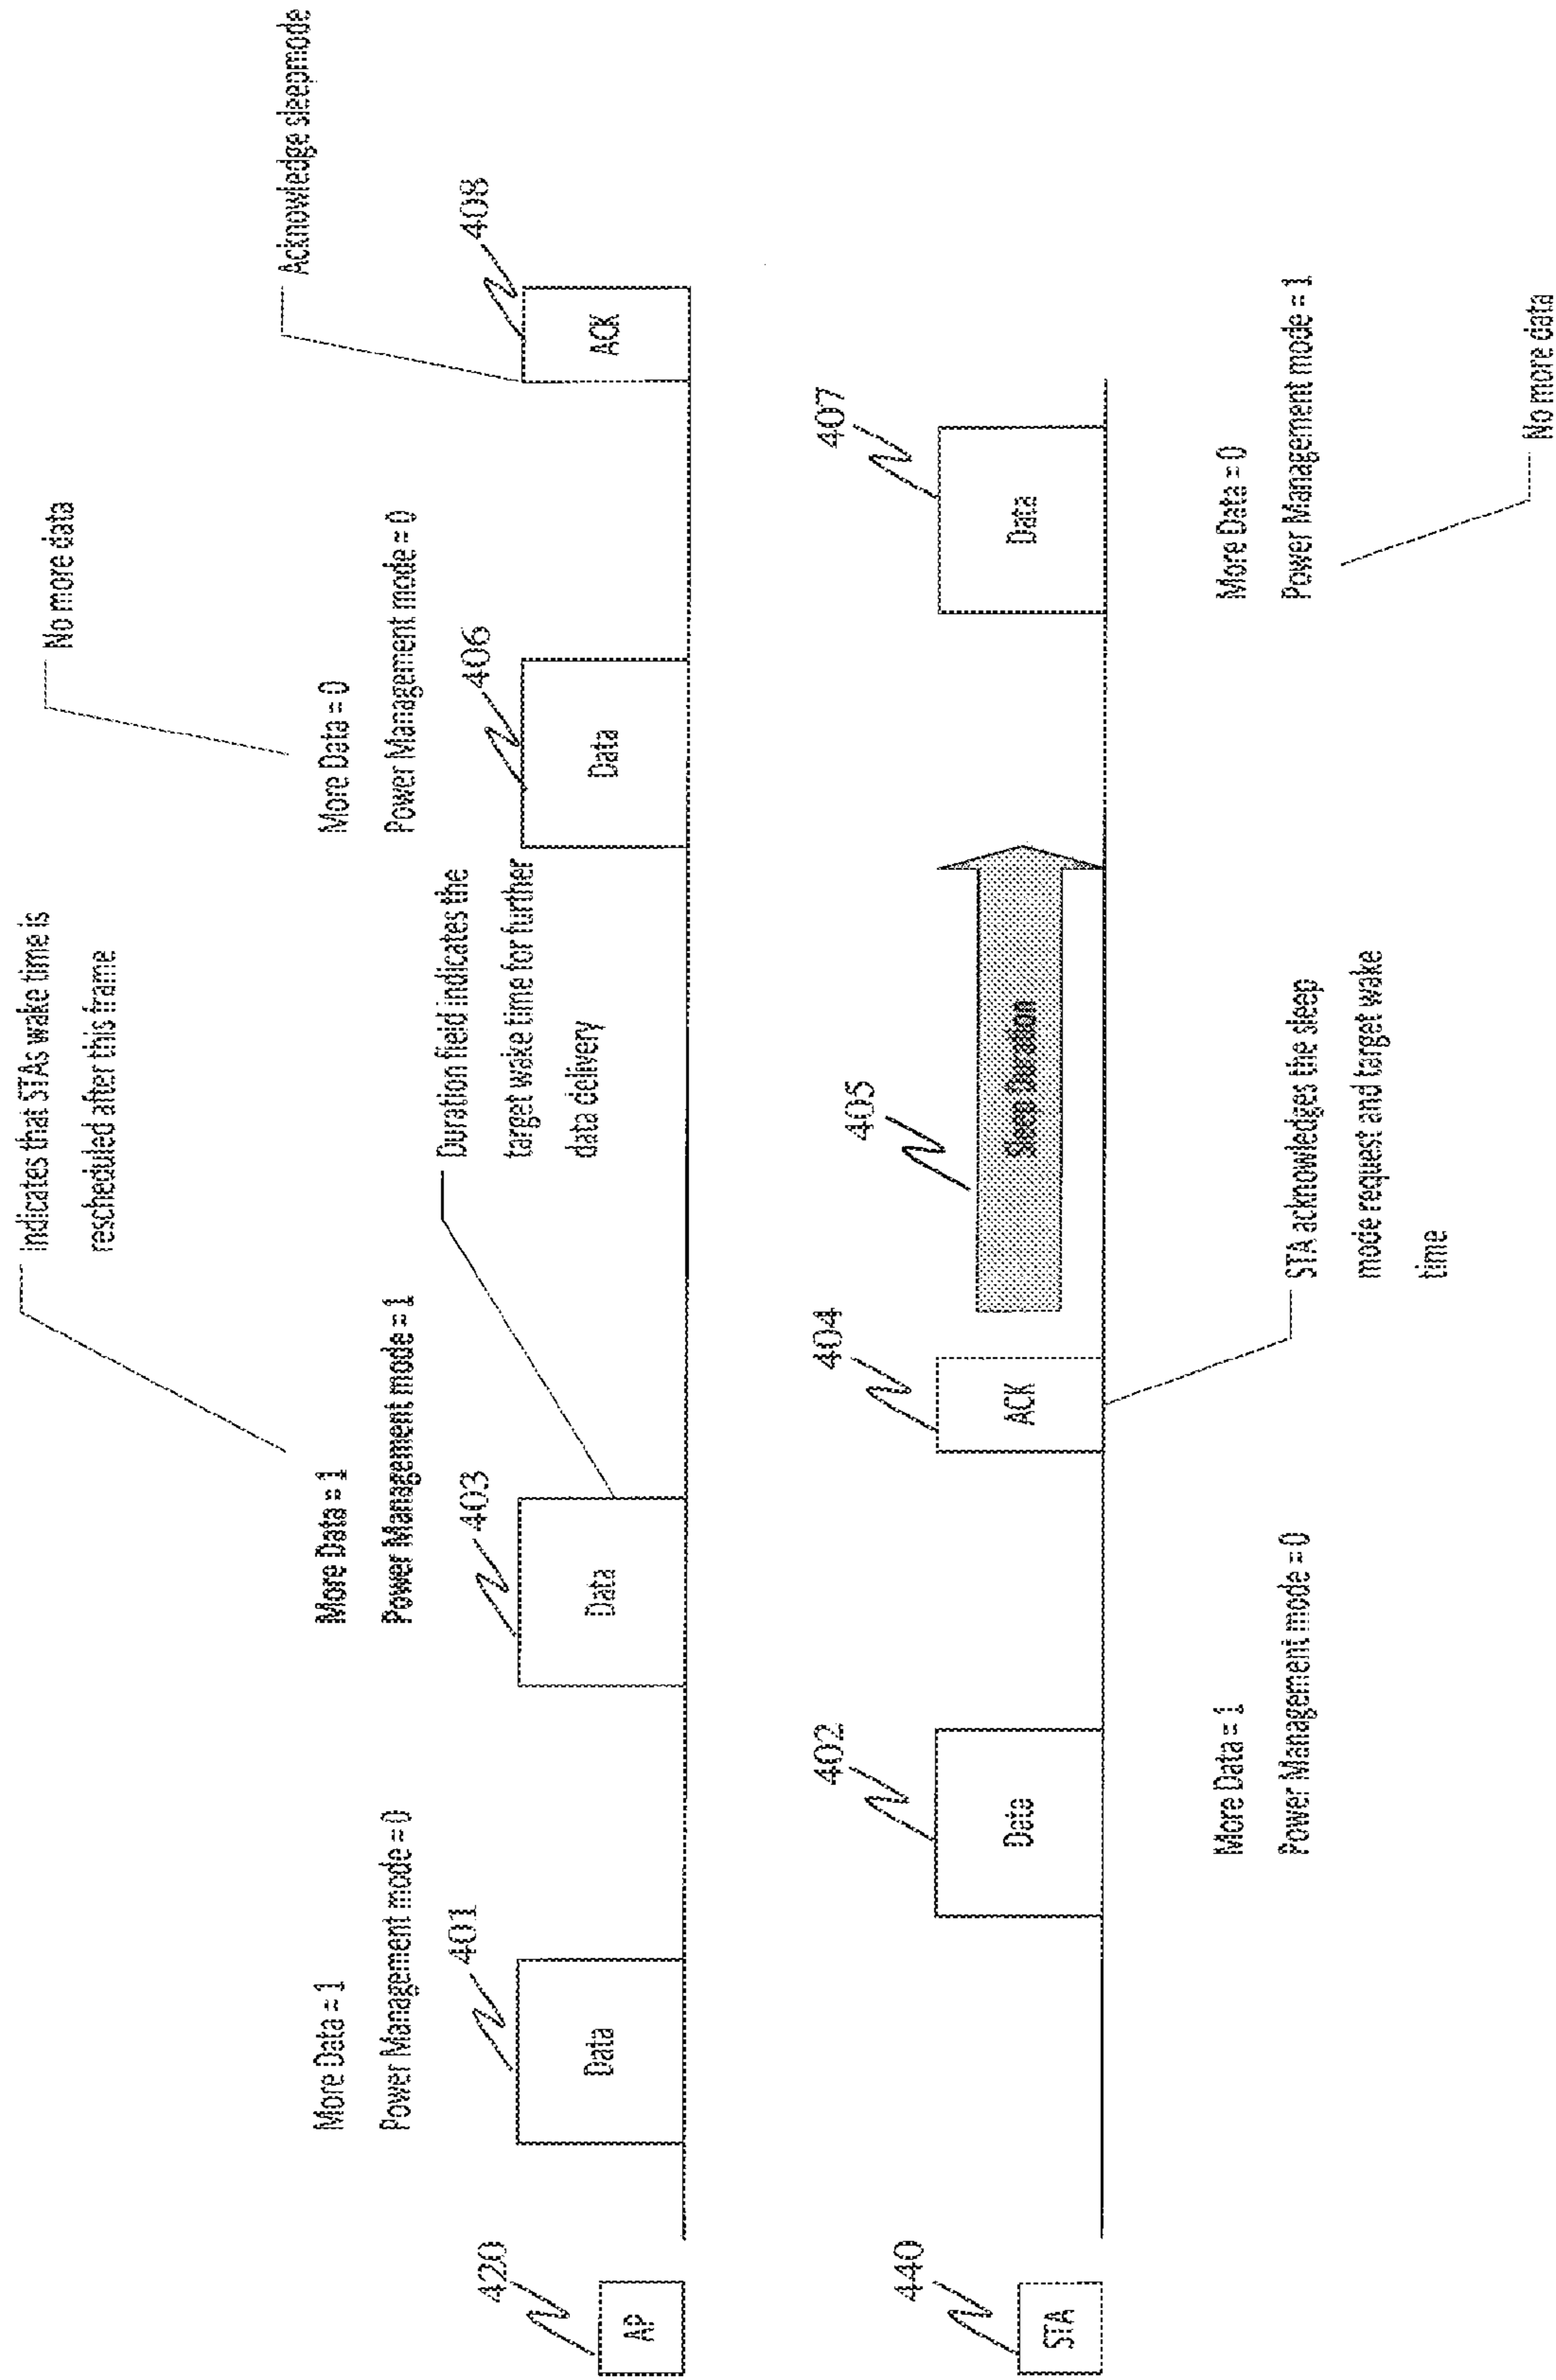 indicates that STAs wake time is
rescheduled after this frame
No more data
Acknowledge sleepmode
More Data = 1
Power Management mode = 0
More Data = 1
Power Management mode = 1
More Data = 0
Power Management mode = 0
Duration field indicates the
target wake time for further
data delivery
420
401
403
406
408
AP
Data
Data
Data
ACK
440
402
404
405
407
STA
Data
ACK
Sleep Duration
Data
More Data = 1
Power Management mode = 0
STA acknowledges the sleep
mode request and target wake
time
More Data = 0
Power Management mode = 1
No more data